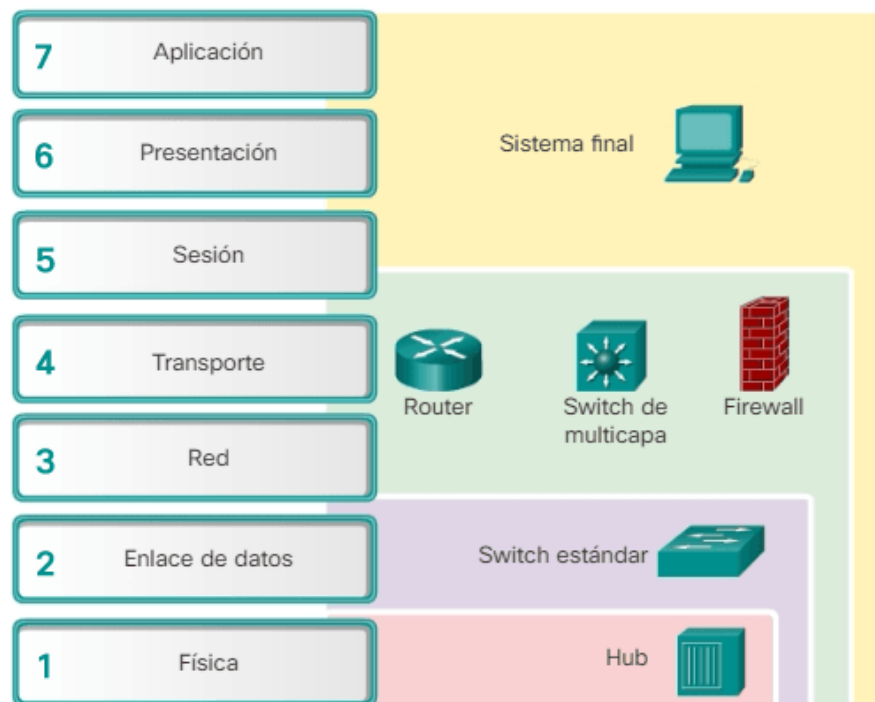 7 Aplicación
6 Presentación
Sistema final
5 Sesión
4 Transporte
Router
Switch de
multicapa
Firewall
3 Red
2 Enlace de datos
Switch estándar
1 Física
Hub